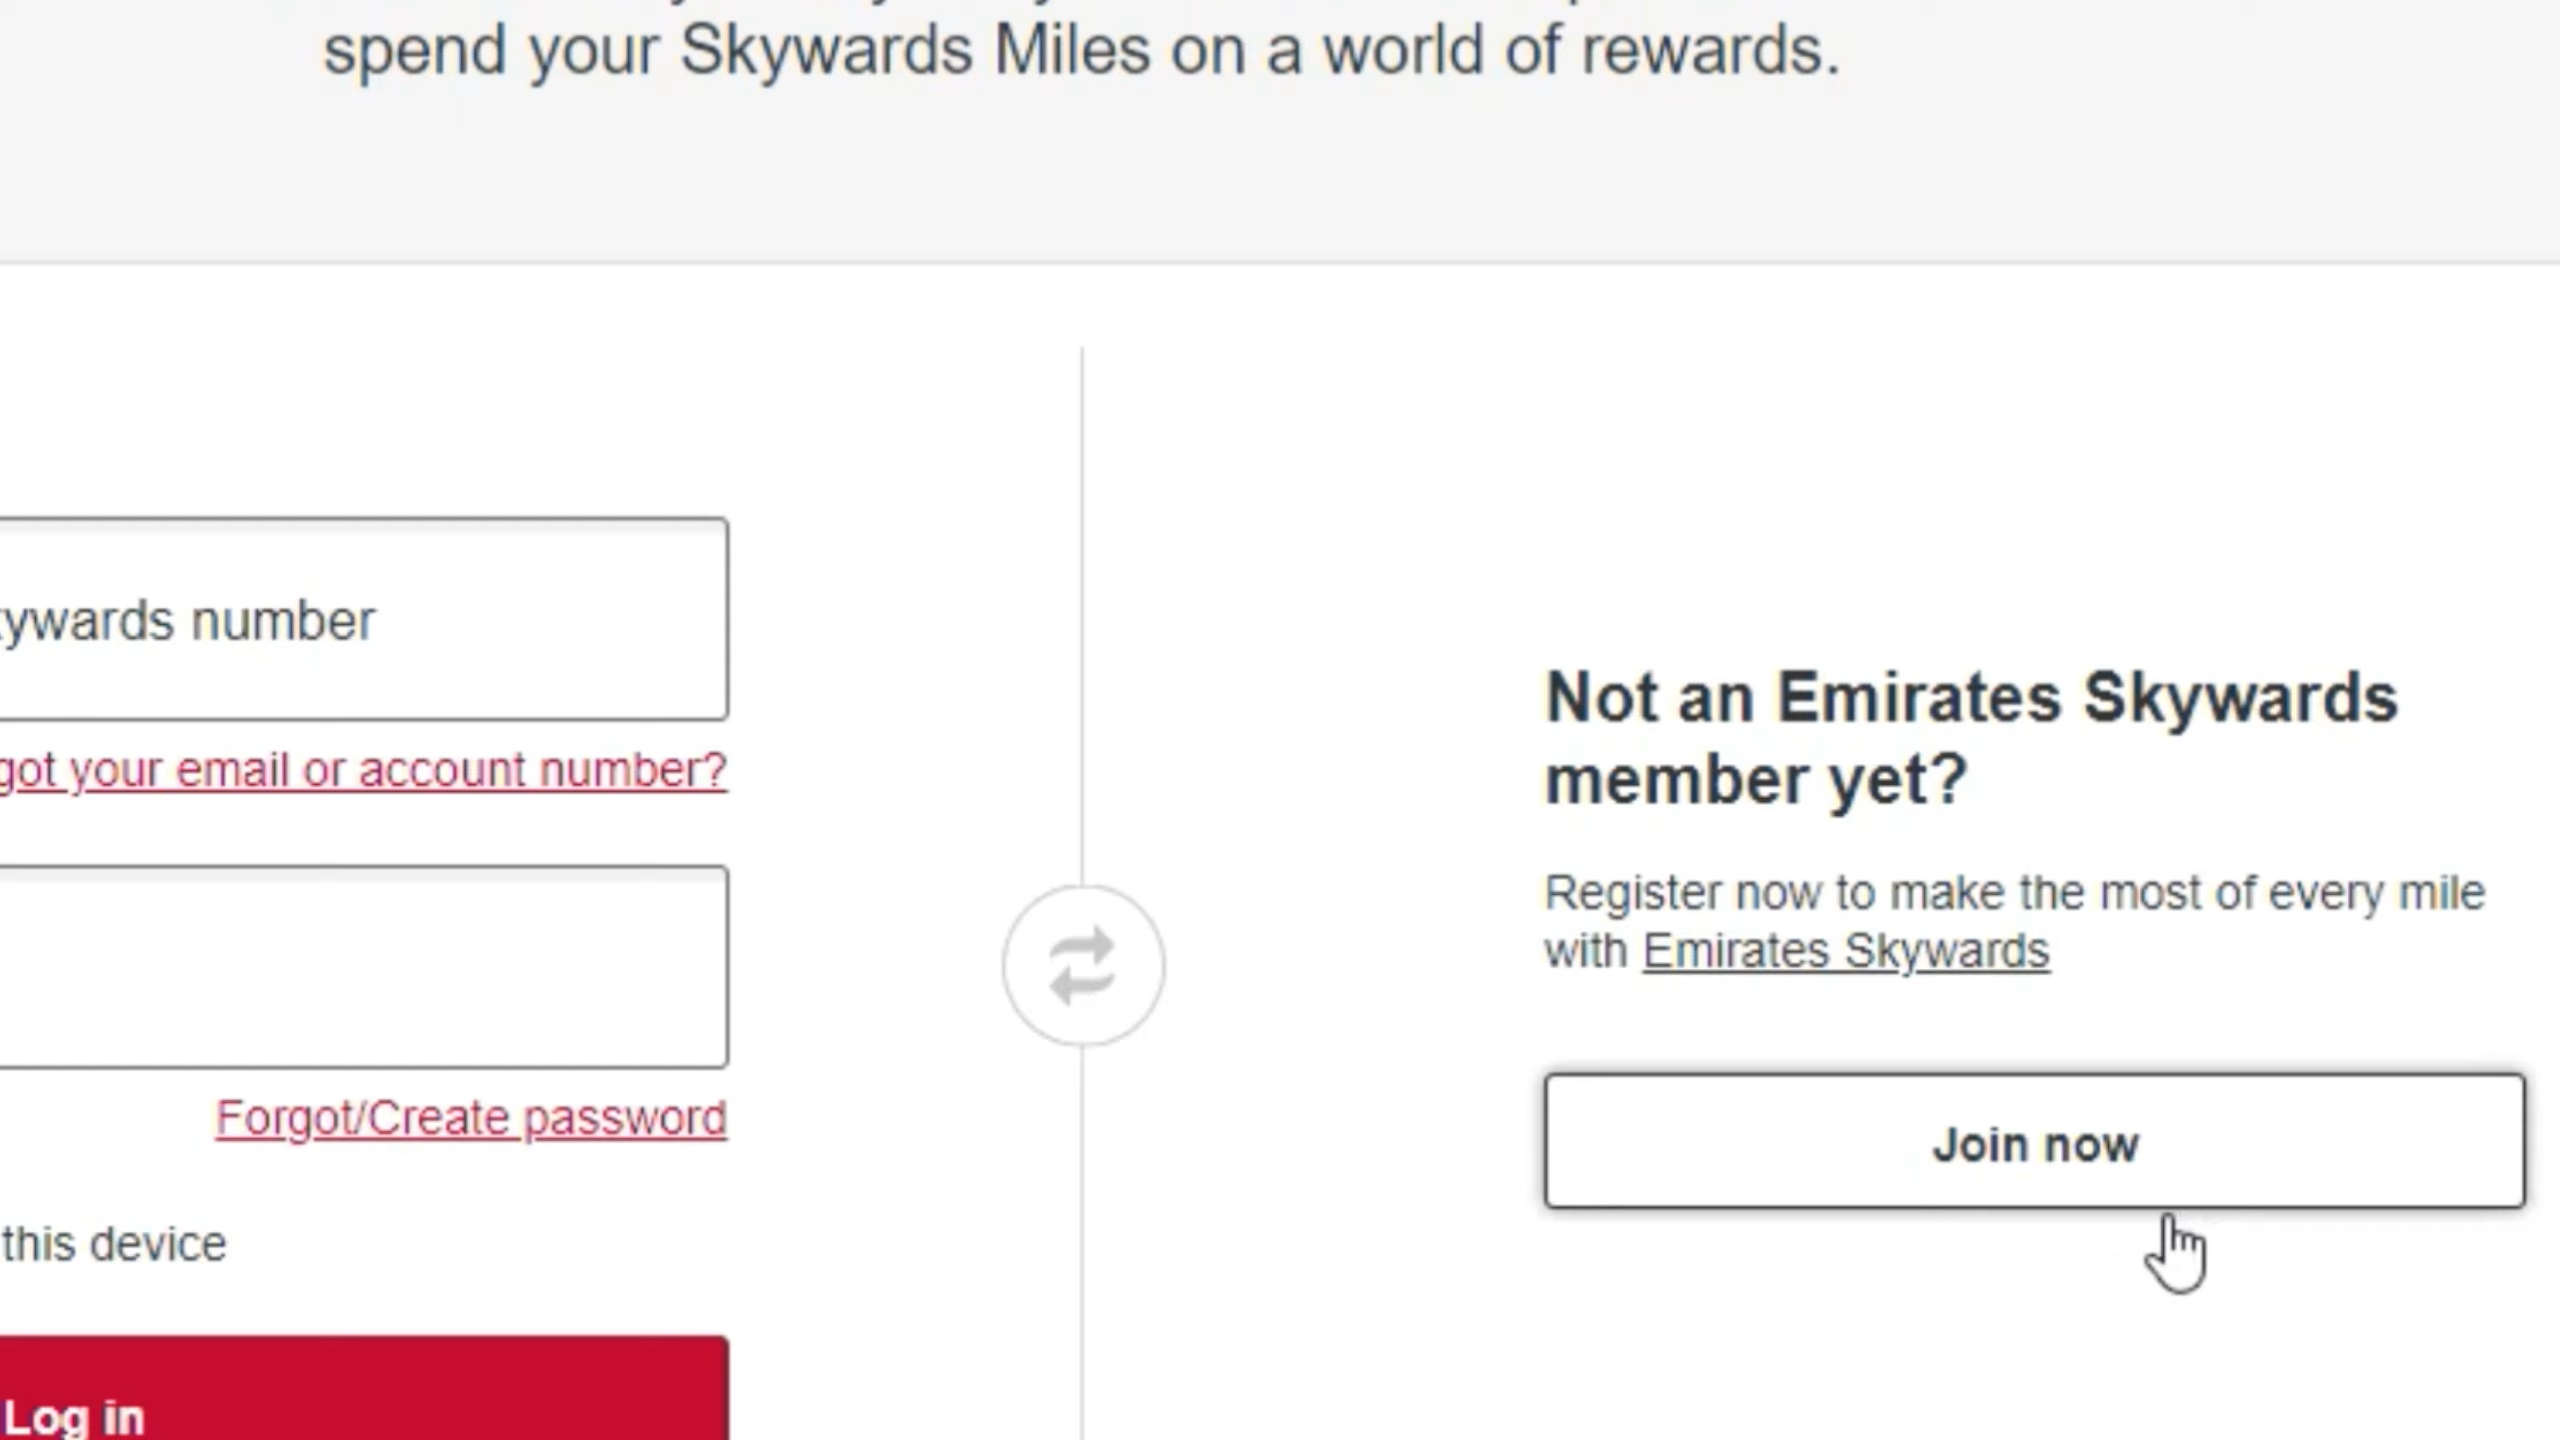 spend your Skywards Miles on a world of rewards.
number
your email or account number?
Forgot/Create password
this device
Log in
Not an Emirates Skywards
member yet?
Register now to make the most of every mile
with Emirates Skywards
Join now